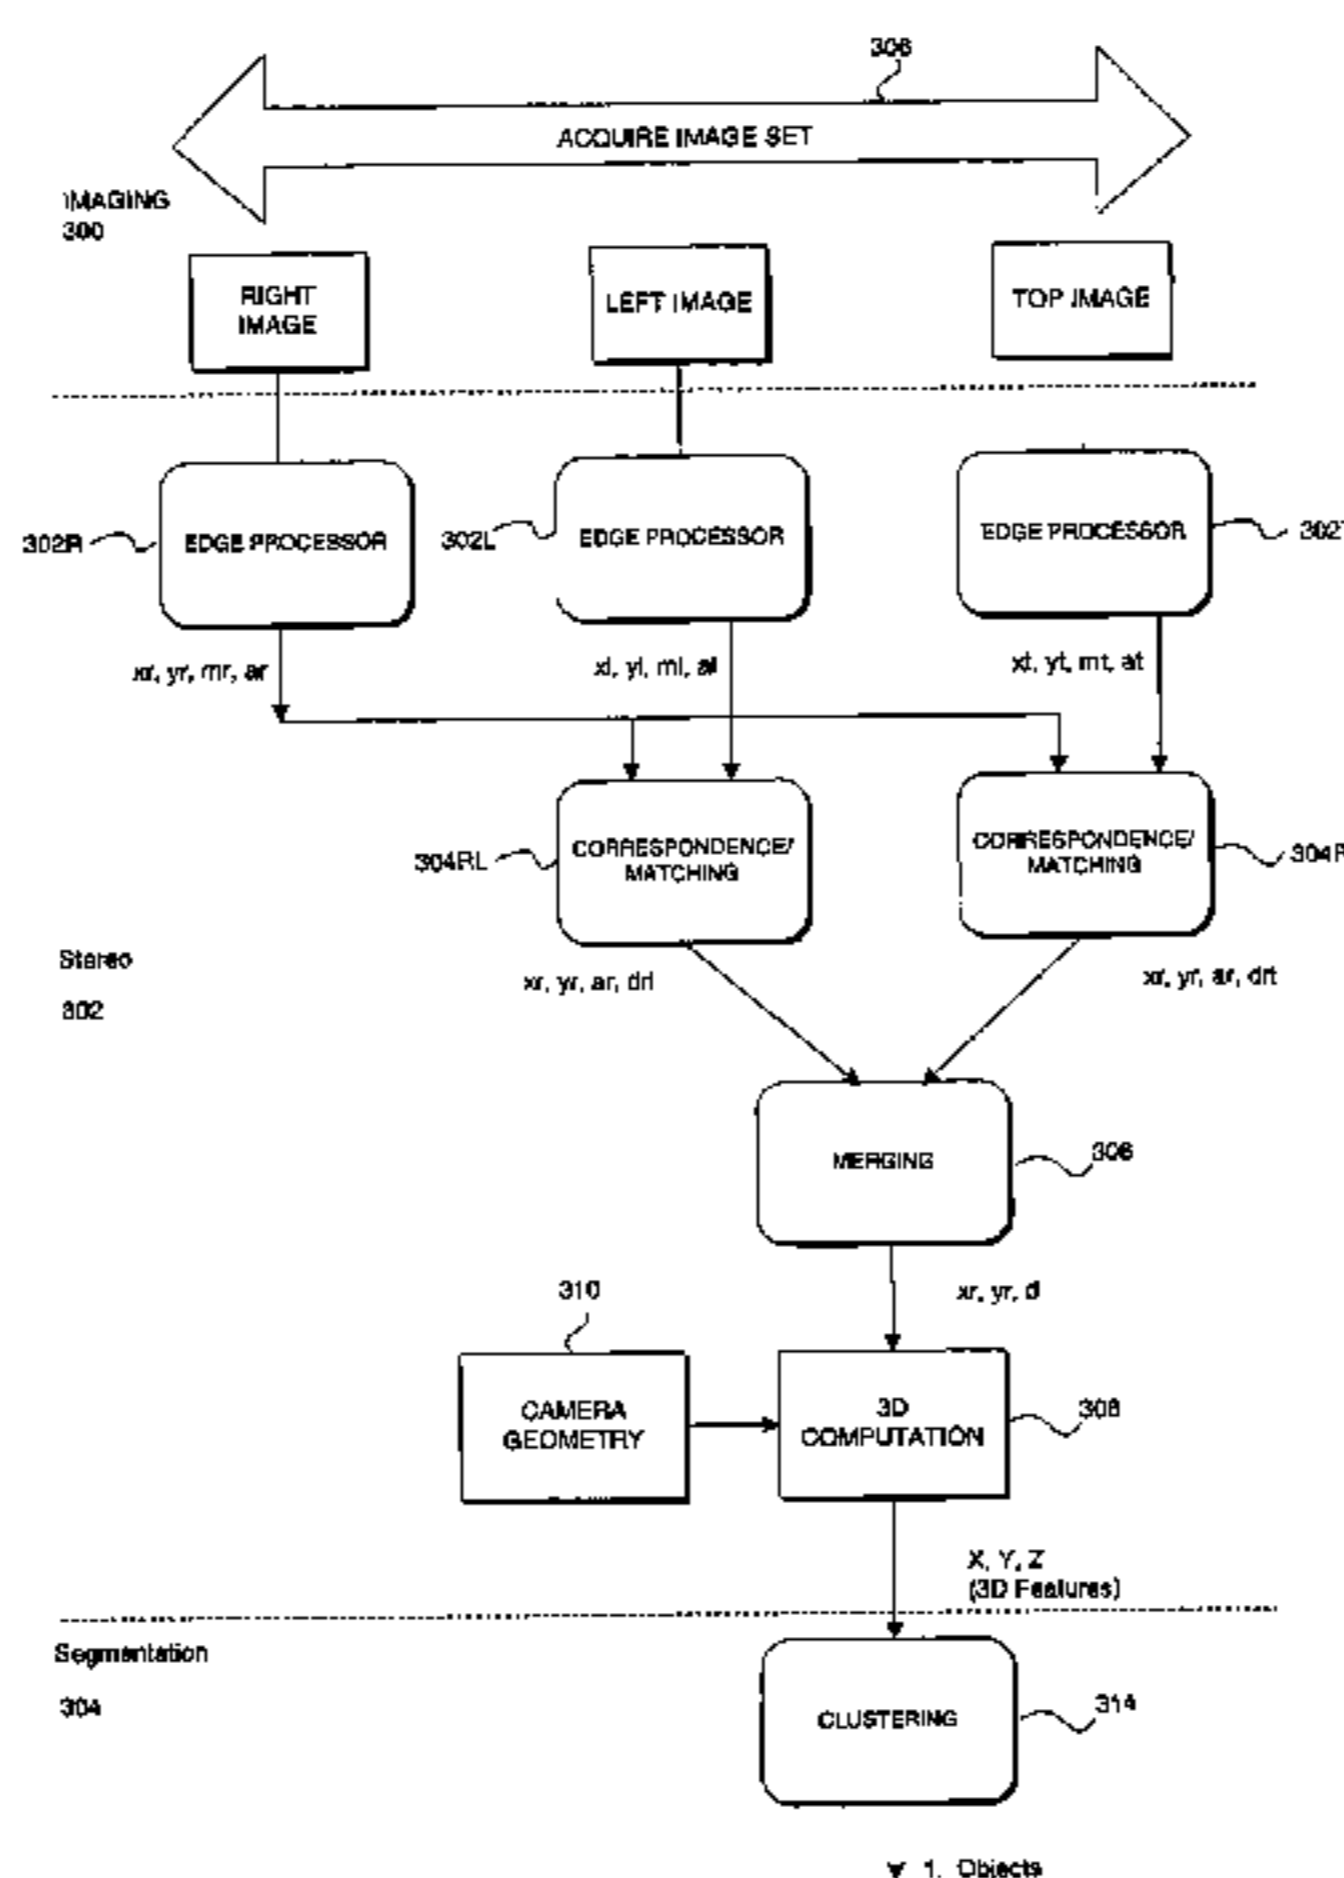 306
ACQUIRE IMAGE SET
IMAGING
300
RIGHT
IMAGE
LEFT IMAGE
TOP IMAGE
302R
EDGE PROCESSOR
302L
EDGE PROCESSOR
EDGE PROCESSOR
302T
xr, yr, mr, ar
xl, yl, ml, al
xt, yt, mt, at
304RL
CORRESPONDENCE/
MATCHING
CORRESPONDENCE/
MATCHING
304R
Stereo
302
xr, yr, ar, drl
xr, yr, ar, drt
MERGING
306
310
xr, yr, d
CAMERA
GEOMETRY
3D
COMPUTATION
308
X, Y, Z
(3D Features)
Segmentation
304
CLUSTERING
314
1. Objects